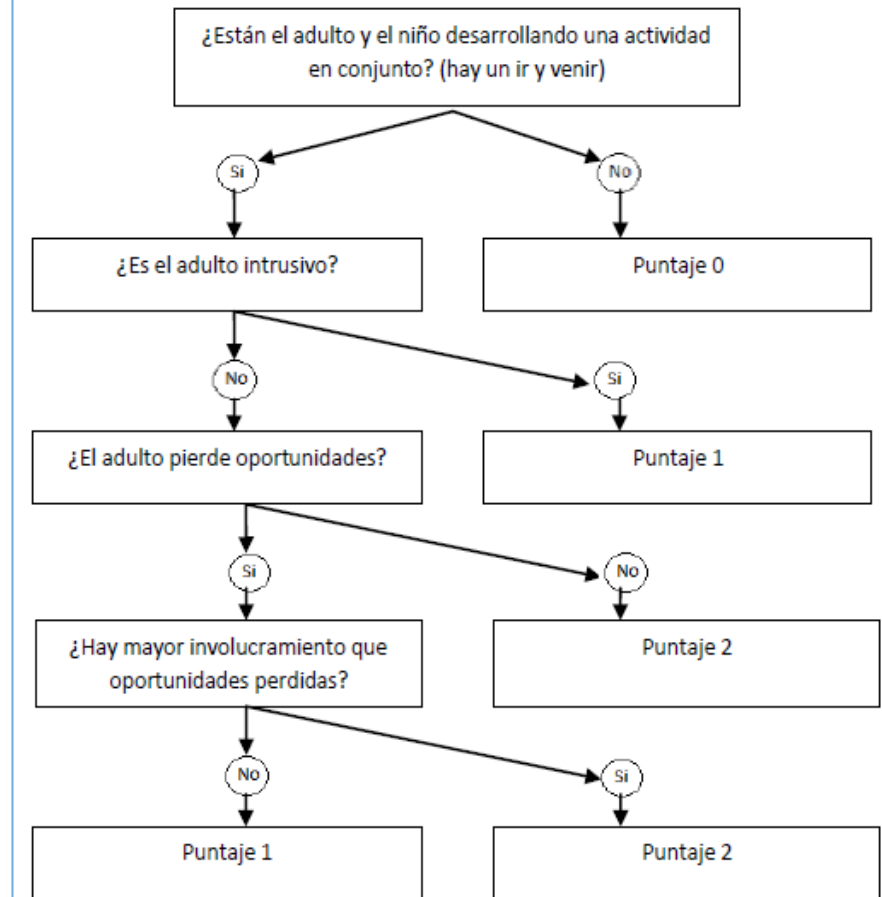 ¿Están el adulto y el niño desarrollando una actividad
en conjunto? (hay un ir y venir)
Si
No
¿Es el adulto intrusivo?
Puntaje 0
No
Si
¿El adulto pierde oportunidades?
Puntaje 1
Si
No
¿Hay mayor involucramiento que
oportunidades perdidas?
Puntaje 2
No
Si
Puntaje 1
Puntaje 2